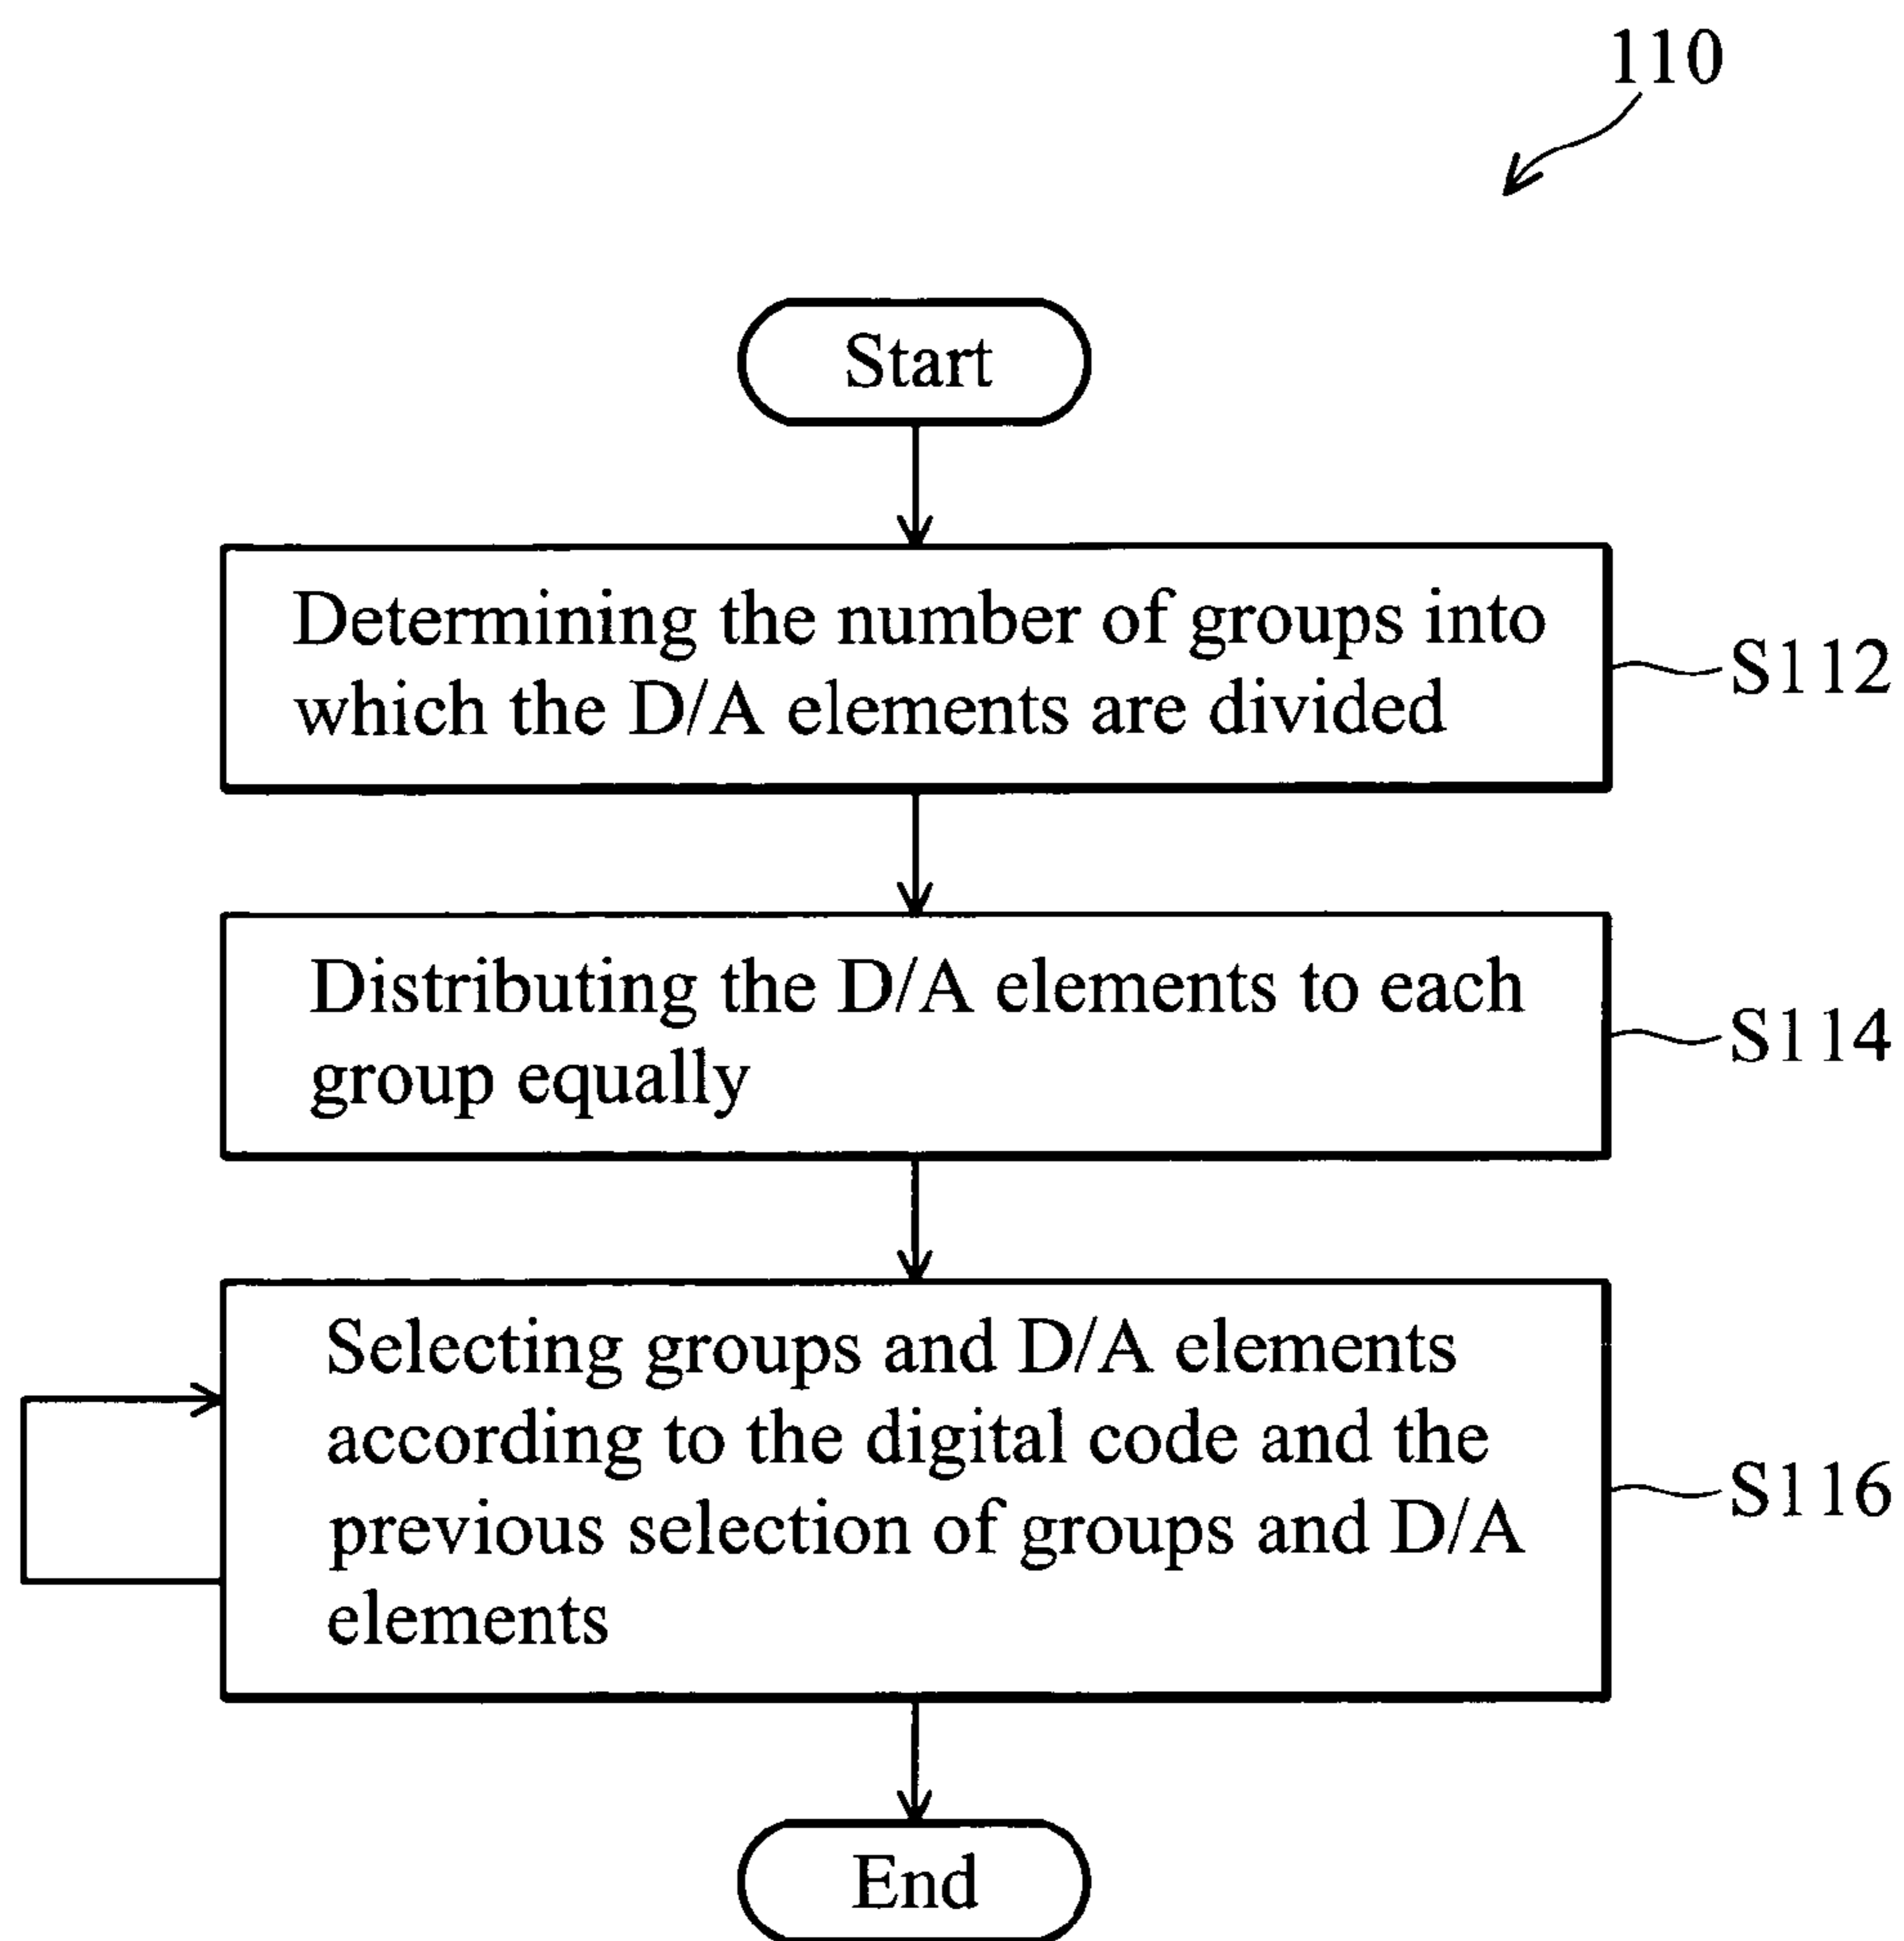 110
Start
Determining the number of groups into
which the D/A elements are divided
S112
Distributing the D/A elements to each
group equally
S114
Selecting groups and D/A elements
according to the digital code and the
previous selection of groups and D/A
elements
S116
End